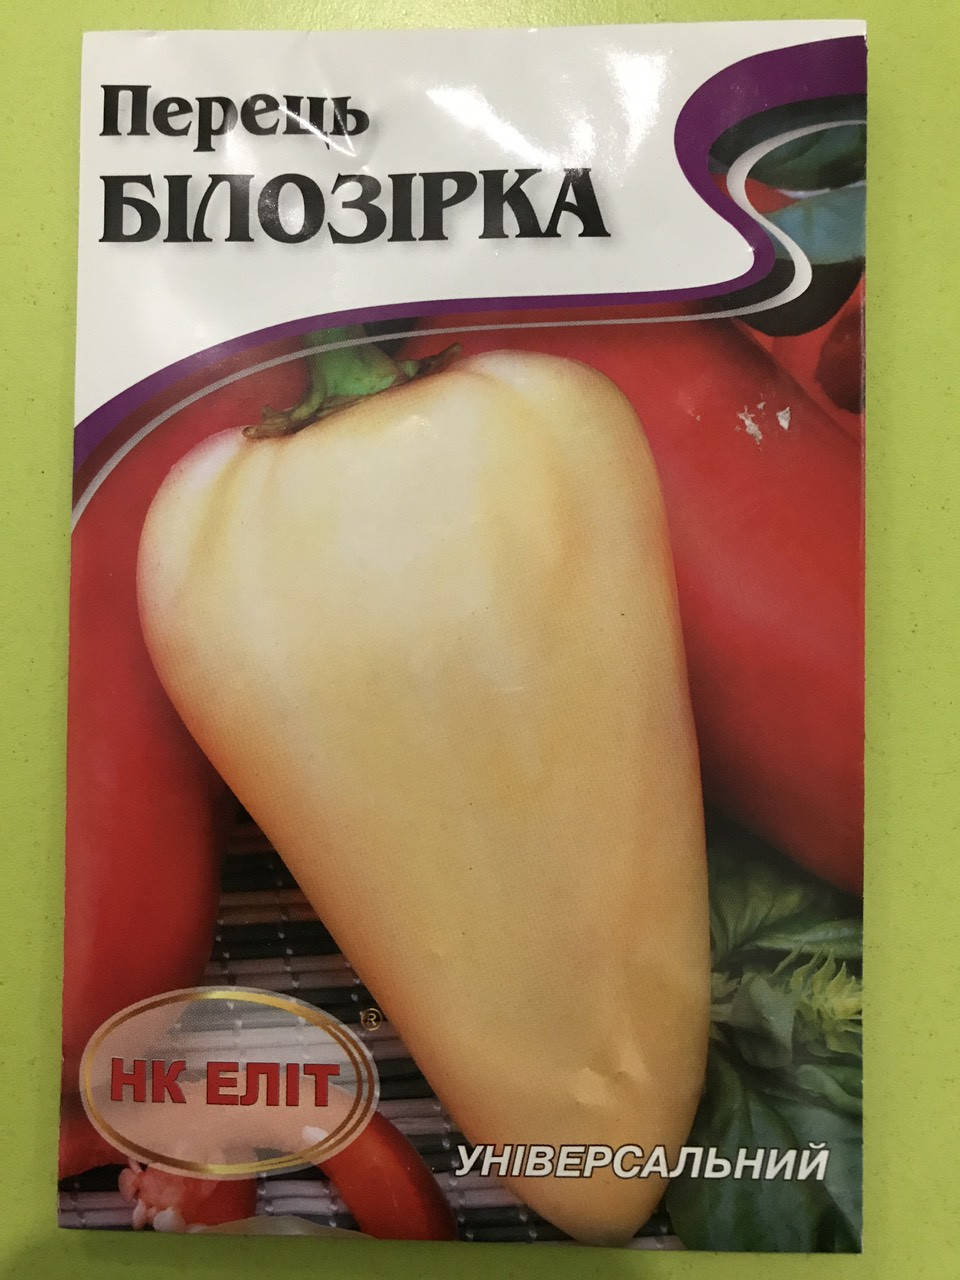 Перець
БІЛОЗІРКА
®
НК ЕЛІТ
УНІВЕРСАЛЬНИЙ